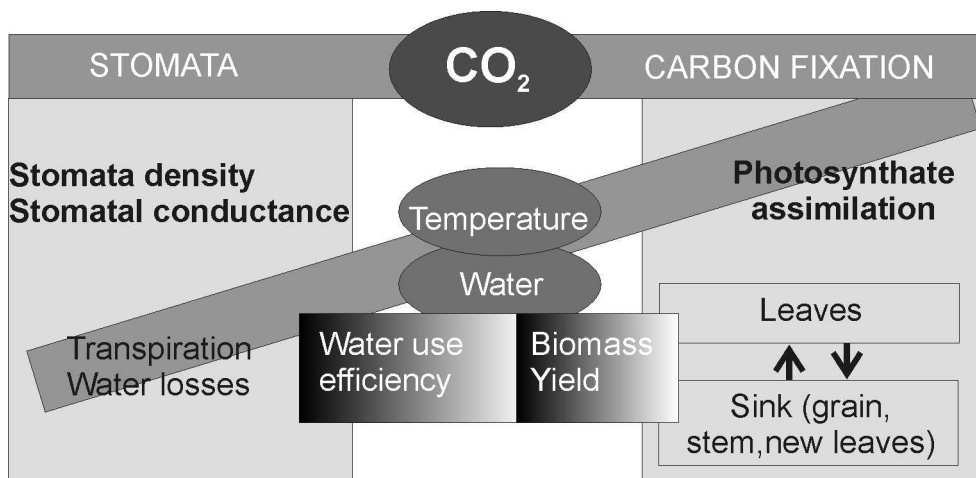 STOMATA
CO₂
CARBON FIXATION
Stomata density
Stomatal conductance
Photosynthate
assimilation
Temperature
Water
Transpiration
Water losses
Water use
efficiency
Biomass
Yield
Leaves
Sink (grain,
stem,new leaves)